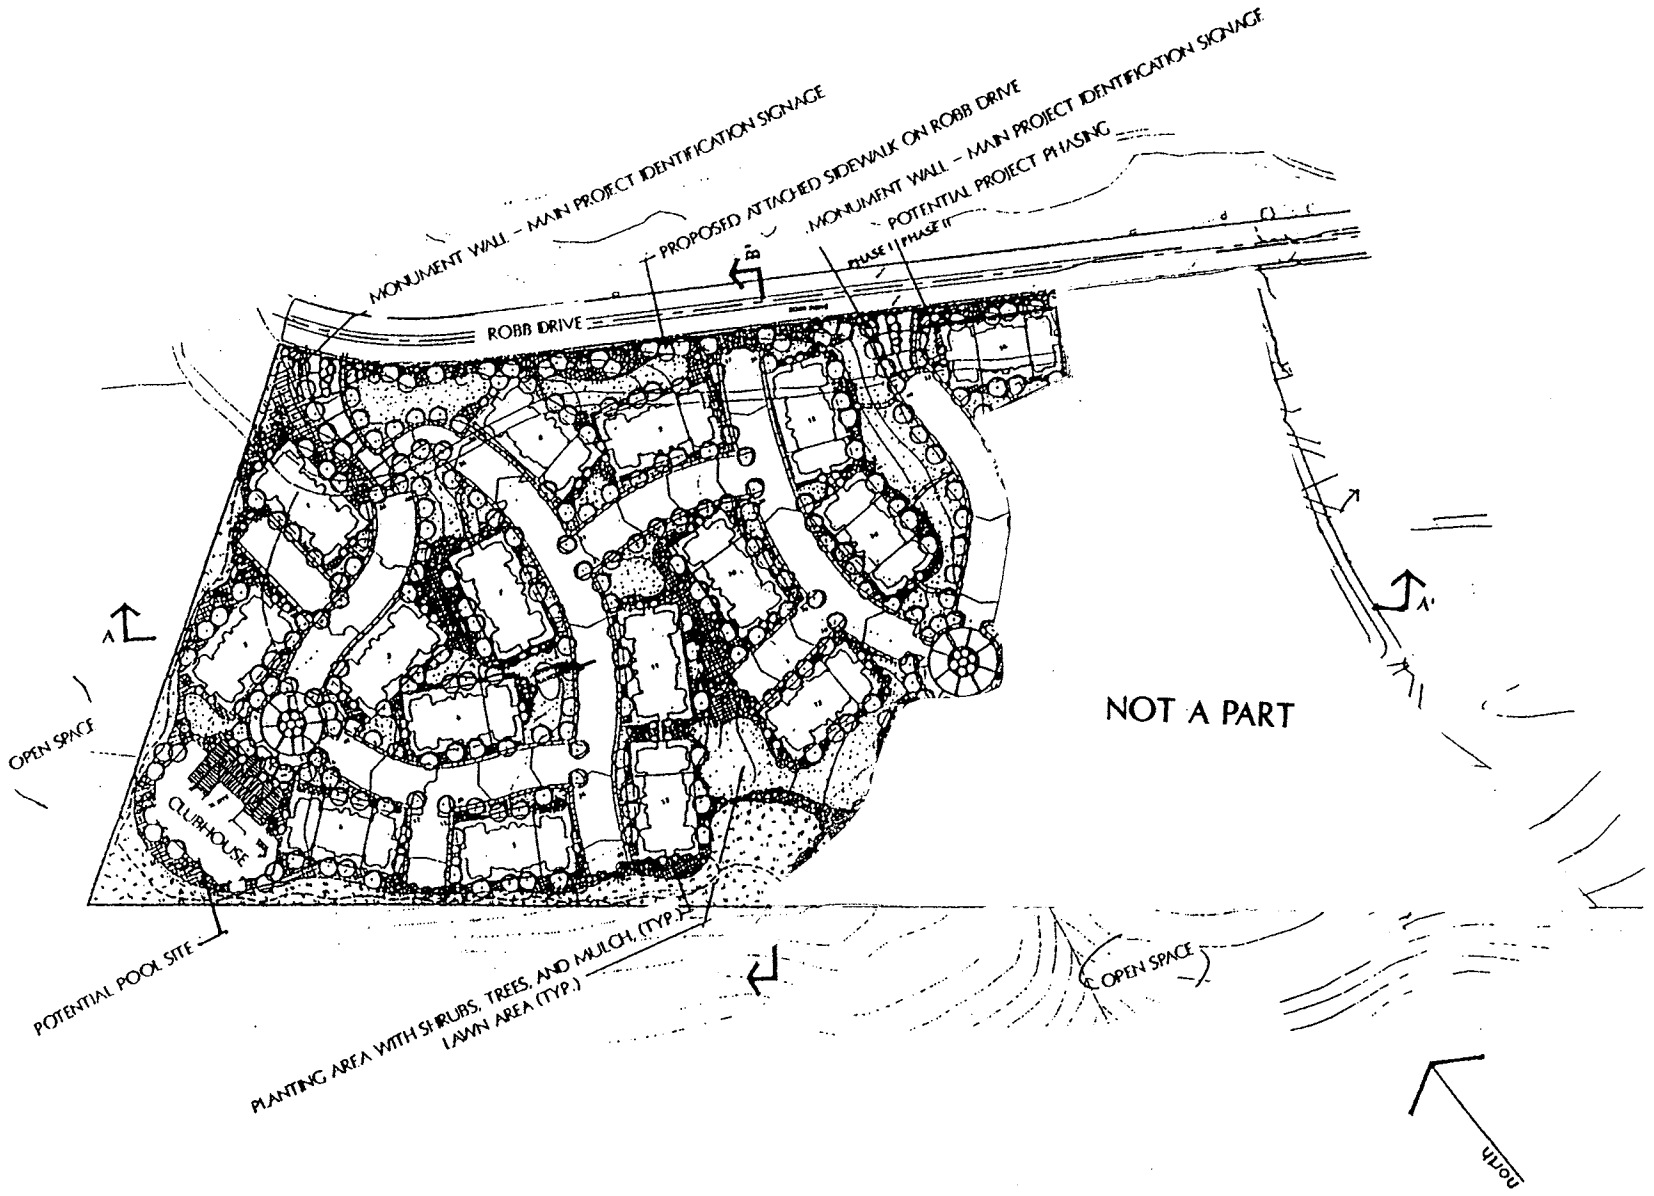 MONUMENT WALL - MAIN PROJECT IDENTIFICATION SIGNAGE
PROPOSED ATTACHED SIDEWALK ON ROBB DRIVE
MONUMENT WALL - MAIN PROJECT IDENTIFICATION SIGNAGE
POTENTIAL PROJECT PHASING
PHASE I | PHASE II
B'
ROBB DRIVE
A
A'
NOT A PART
OPEN SPACE
CLUBHOUSE
POTENTIAL POOL SITE
PLANTING AREA WITH SHRUBS, TREES, AND MULCH, (TYP.)
LAWN AREA (TYP.)
OPEN SPACE
north